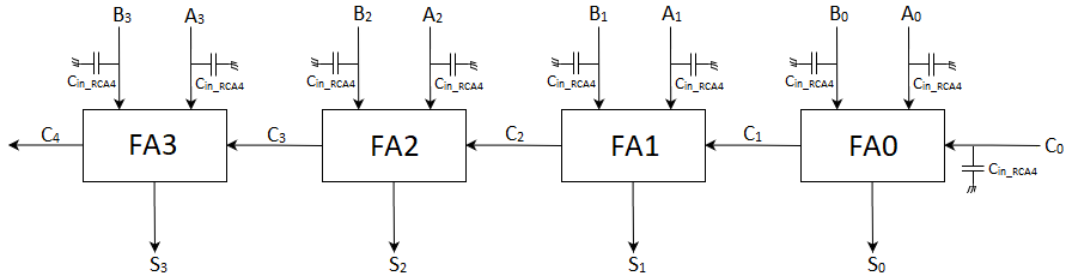 B3 A3 B2 A2 B1 A1 B0 A0
Cin_RCA4 Cin_RCA4 Cin_RCA4 Cin_RCA4 Cin_RCA4 Cin_RCA4 Cin_RCA4 Cin_RCA4
C4 FA3 C3 FA2 C2 FA1 C1 FA0 C0
Cin_RCA4
S3 S2 S1 S0